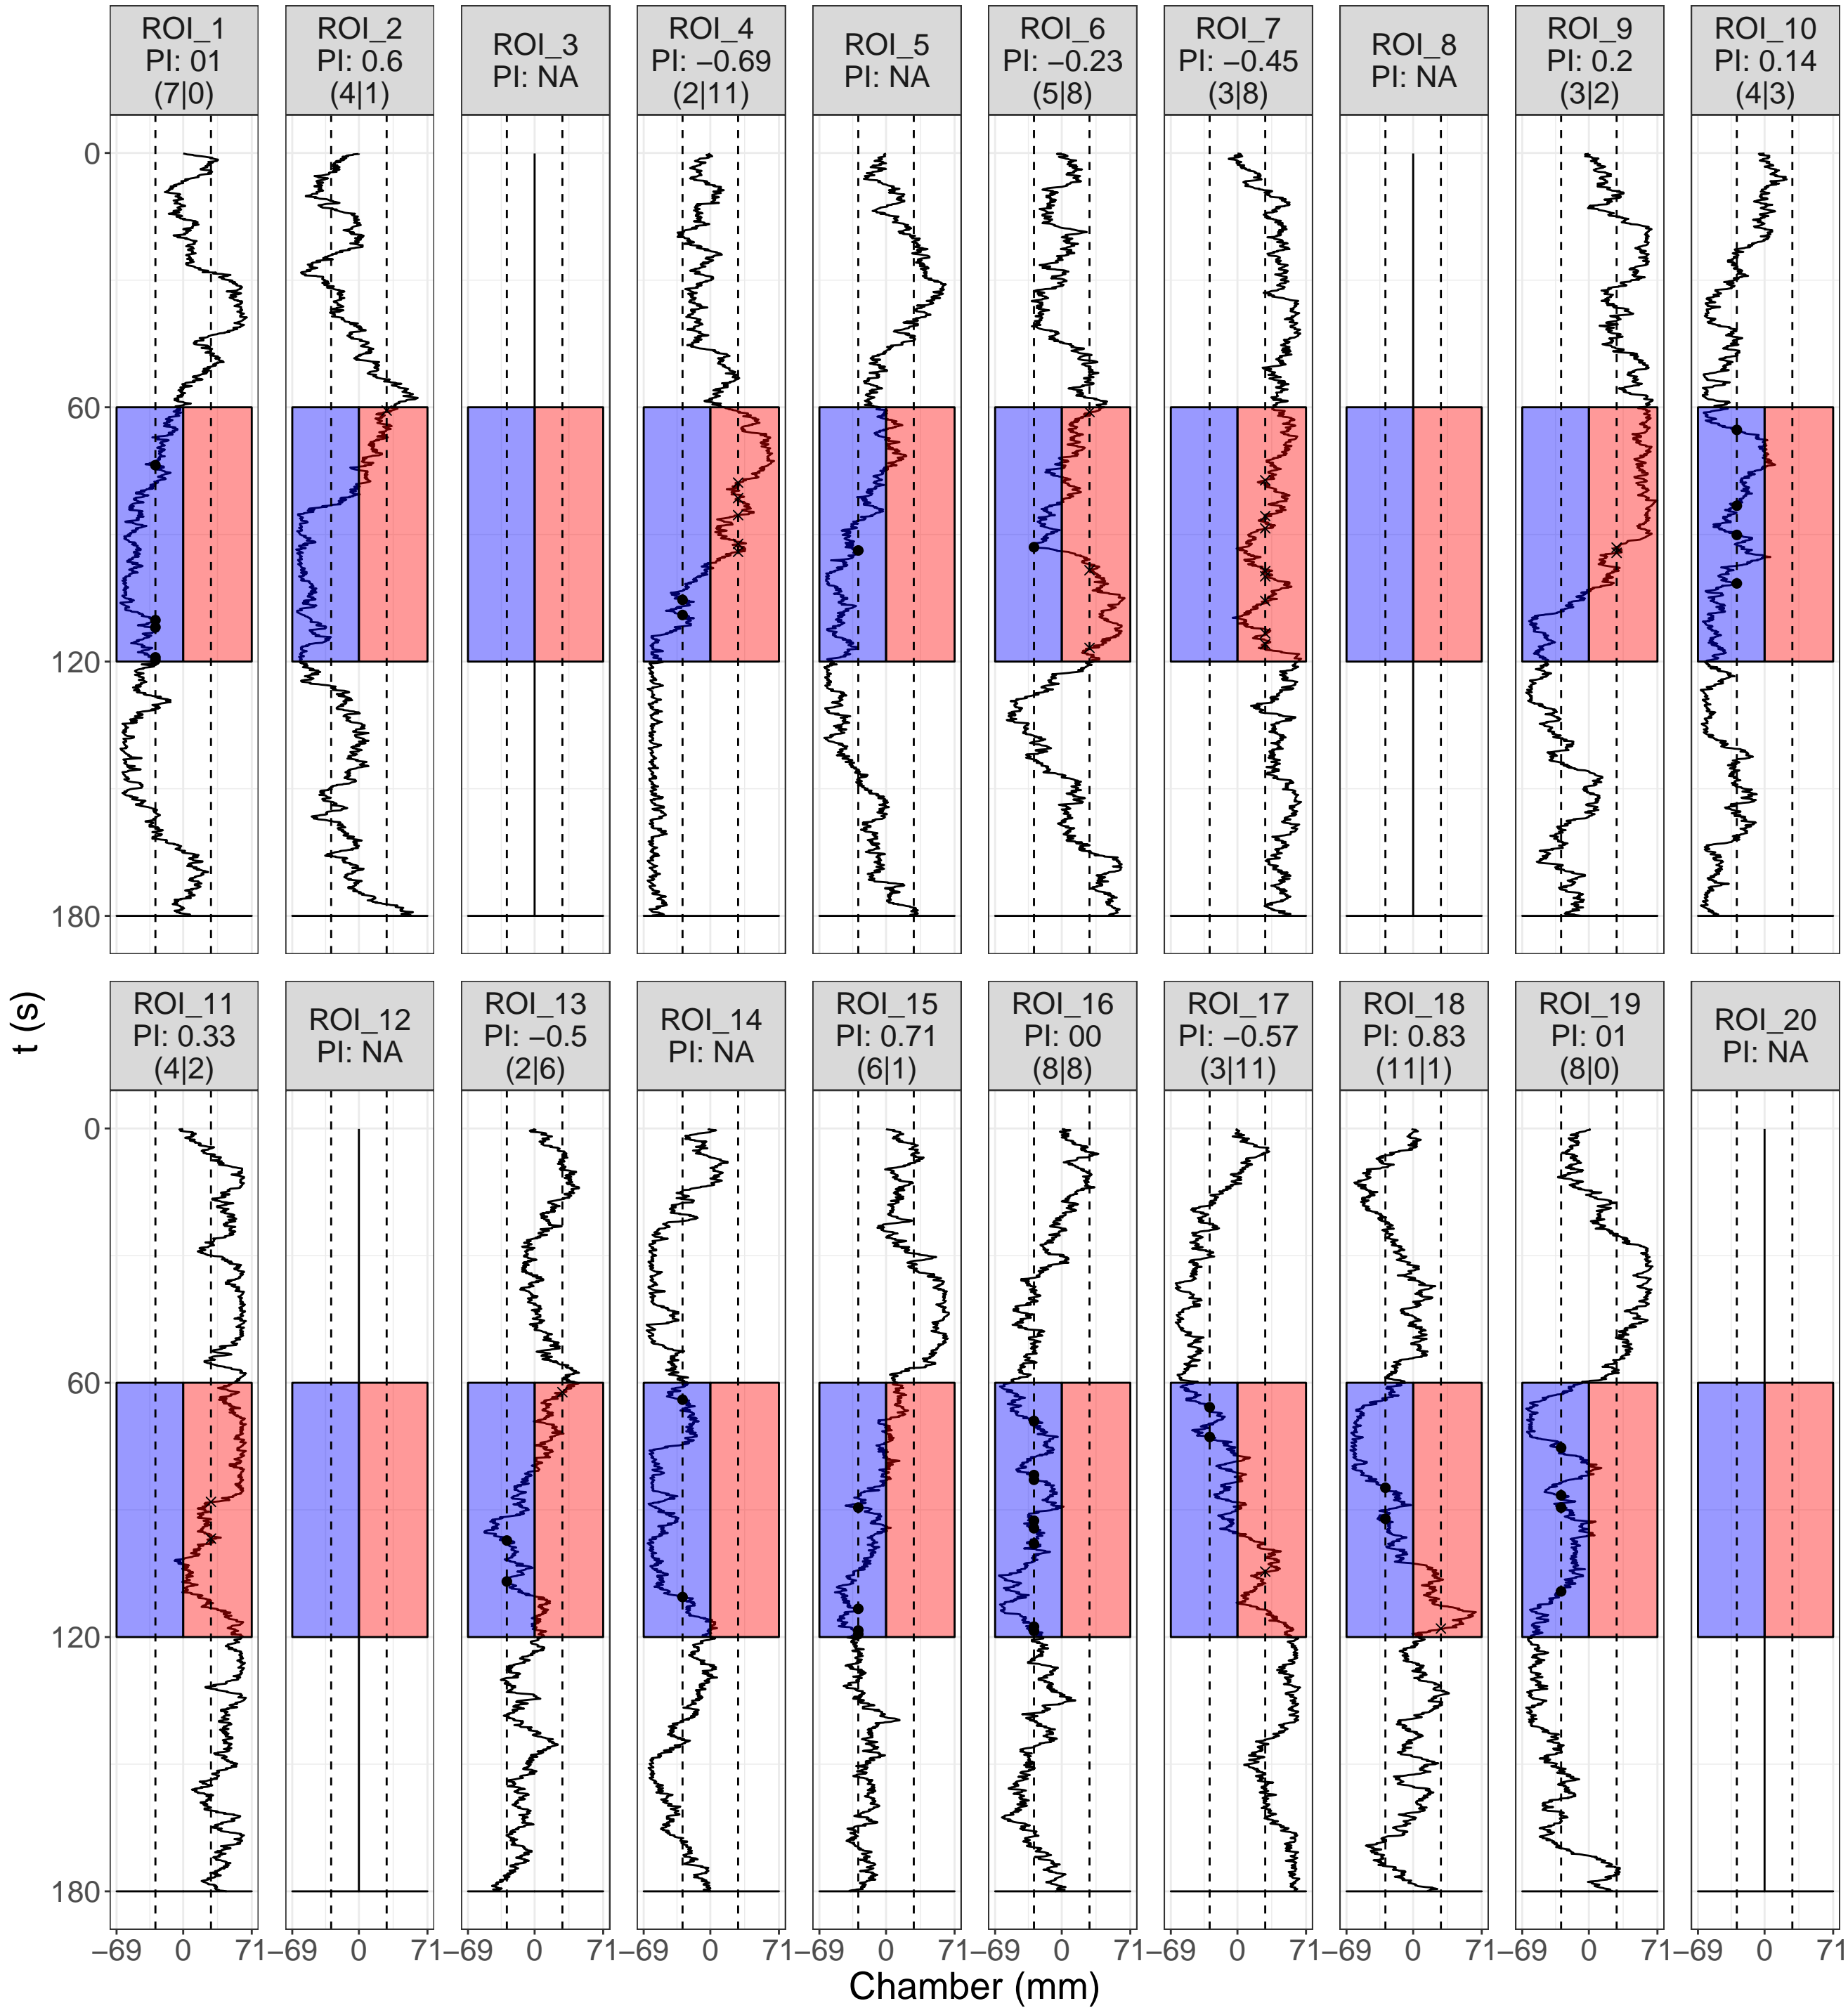 ROI_1
PI: 01
(7|0)
ROI_2
PI: 0.6
(4|1)
ROI_3
PI: NA
ROI_4
PI: −0.69
(2|11)
ROI_5
PI: NA
ROI_6
PI: −0.23
(5|8)
ROI_7
PI: −0.45
(3|8)
ROI_8
PI: NA
ROI_9
PI: 0.2
(3|2)
ROI_10
PI: 0.14
(4|3)
0
60
120
180
t (s)
ROI_11
PI: 0.33
(4|2)
ROI_12
PI: NA
ROI_13
PI: −0.5
(2|6)
ROI_14
PI: NA
ROI_15
PI: 0.71
(6|1)
ROI_16
PI: 00
(8|8)
ROI_17
PI: −0.57
(3|11)
ROI_18
PI: 0.83
(11|1)
ROI_19
PI: 01
(8|0)
ROI_20
PI: NA
0
60
120
180
−69 0 71 −69 0 71 −69 0 71 −69 0 71 −69 0 71 −69 0 71 −69 0 71 −69 0 71 −69 0 71 −69 0 71
Chamber (mm)